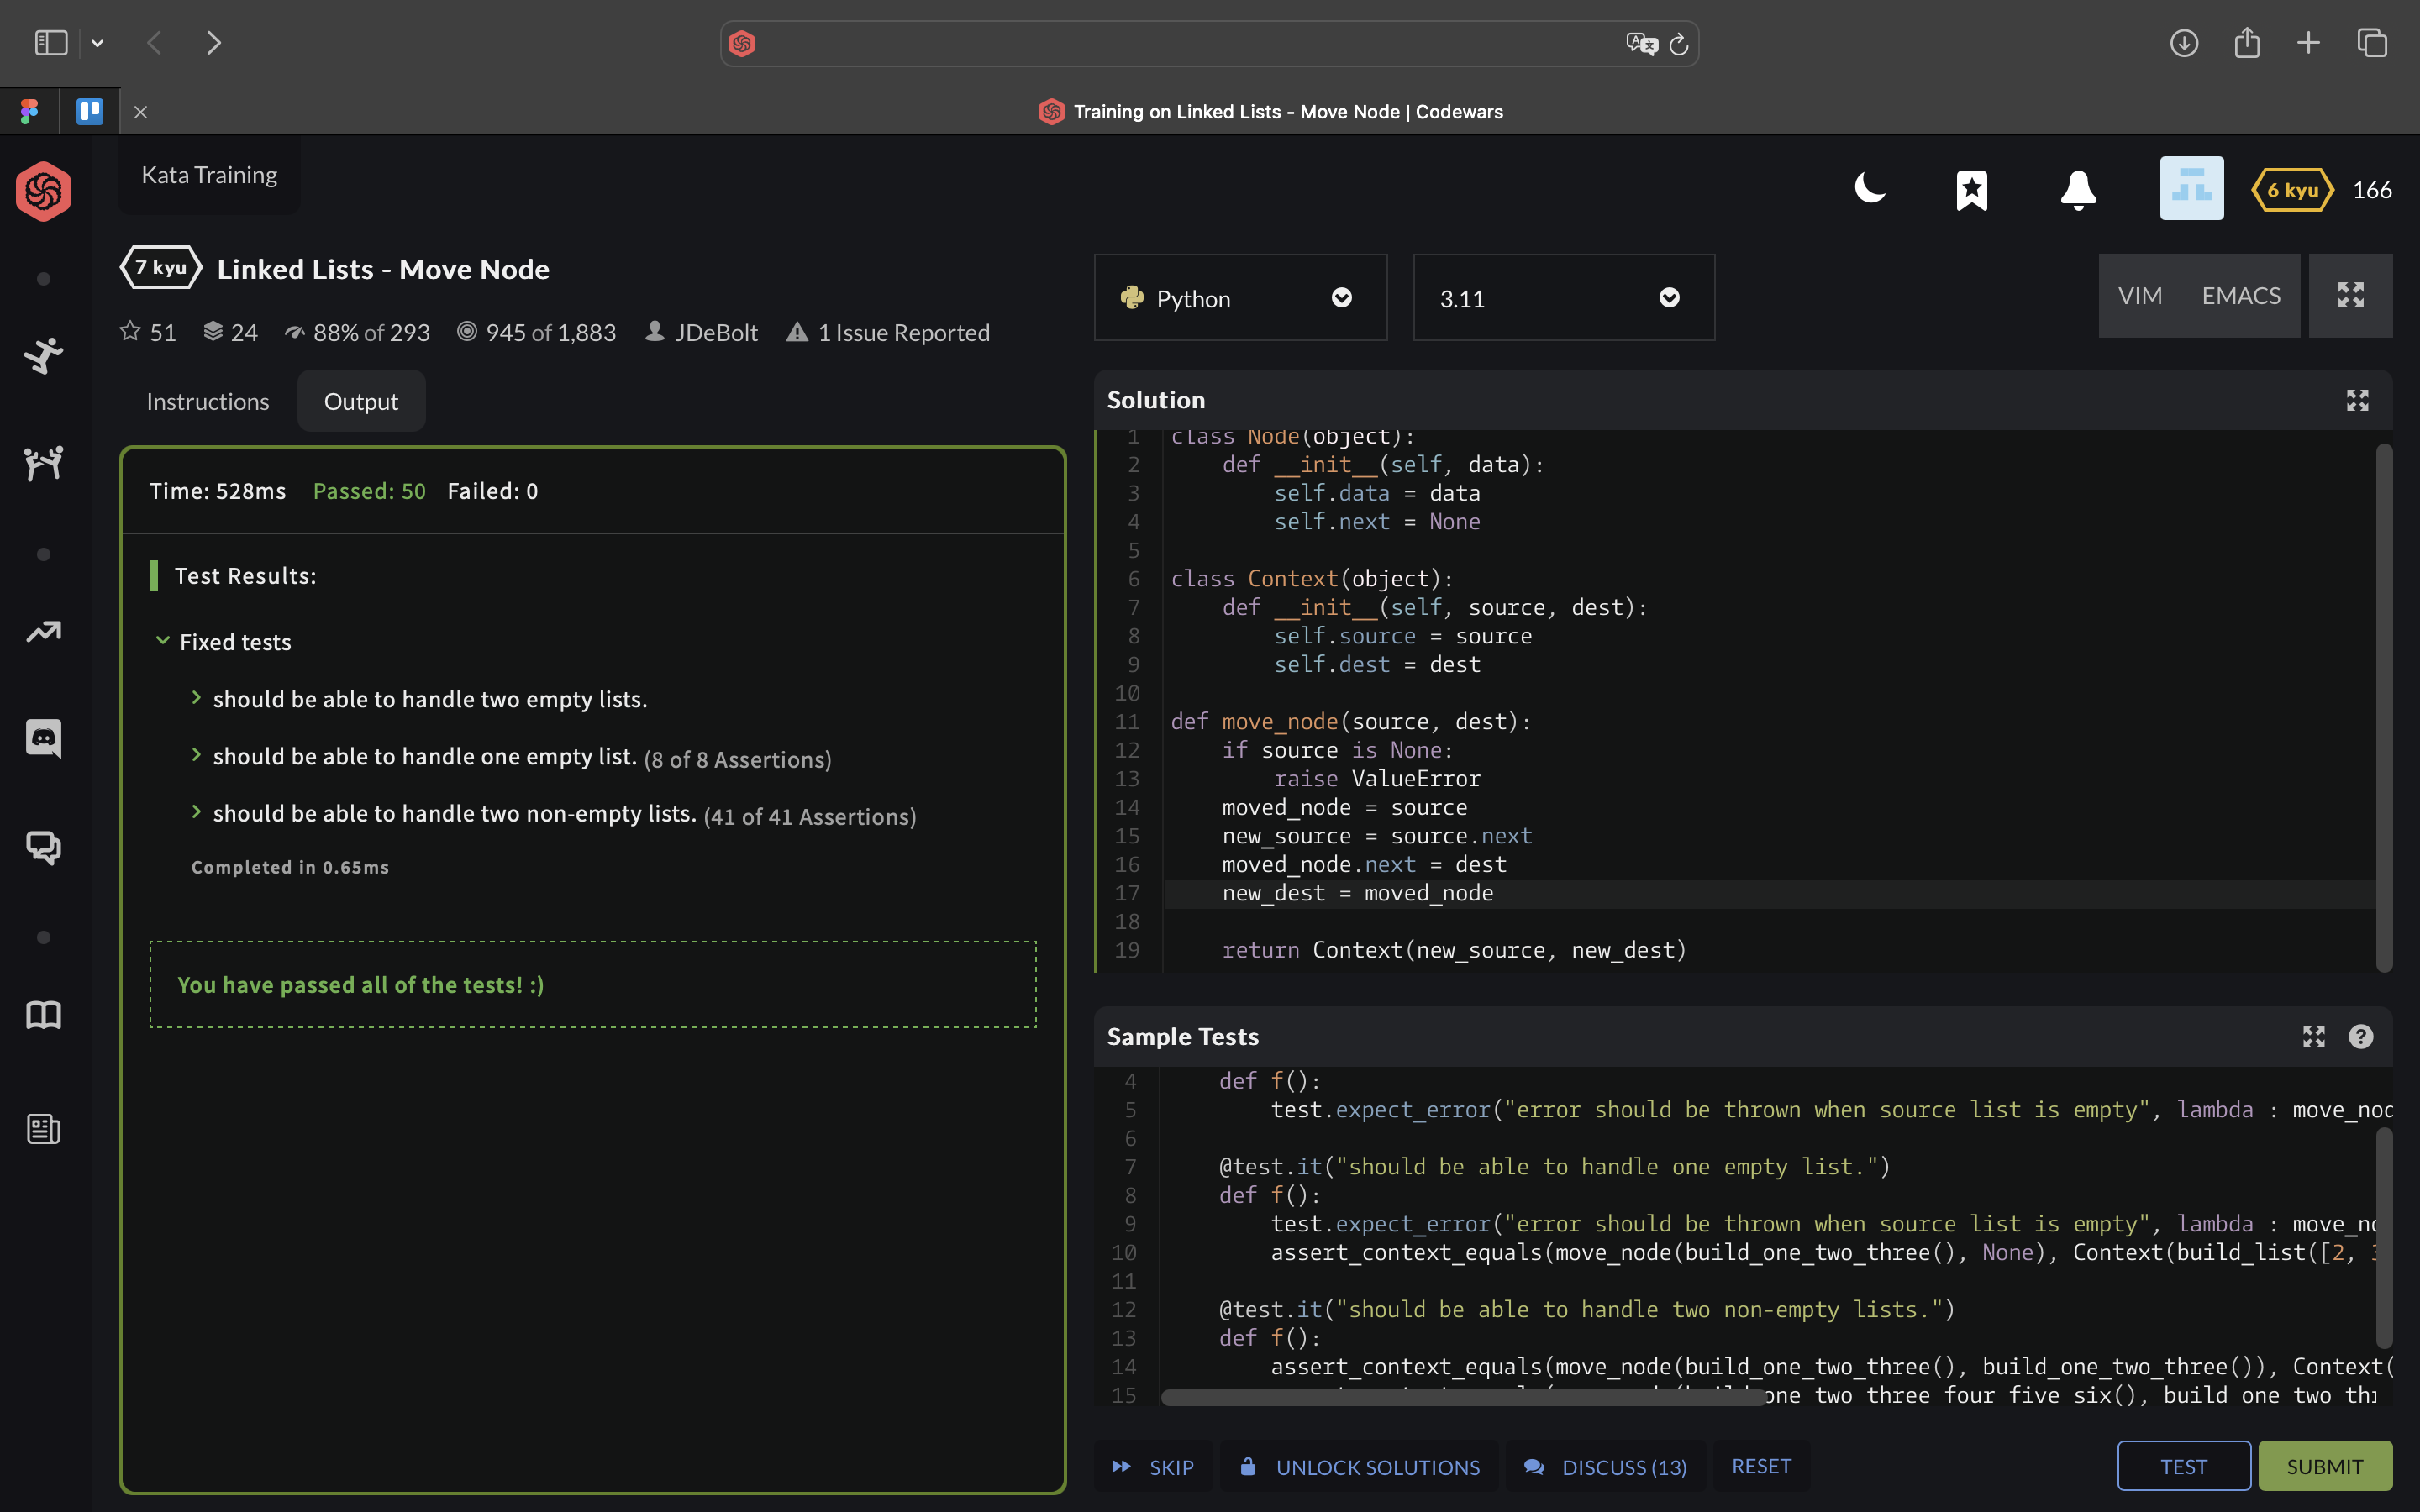 Training on Linked Lists - Move Node | Codewars
Kata Training
6 kyu 166
7 kyu Linked Lists - Move Node
51 24 88% of 293 945 of 1,883 JDeBolt 1 Issue Reported
Instructions Output
Time: 528ms Passed: 50 Failed: 0
Test Results:
Fixed tests
should be able to handle two empty lists.
should be able to handle one empty list. (8 of 8 Assertions)
should be able to handle two non-empty lists. (41 of 41 Assertions)
Completed in 0.65ms
You have passed all of the tests! :)
Python 3.11 VIM EMACS
Solution
1 class Node(object):
2 def __init__(self, data):
3 self.data = data
4 self.next = None
5
6 class Context(object):
7 def __init__(self, source, dest):
8 self.source = source
9 self.dest = dest
10
11 def move_node(source, dest):
12 if source is None:
13 raise ValueError
14 moved_node = source
15 new_source = source.next
16 moved_node.next = dest
17 new_dest = moved_node
18
19 return Context(new_source, new_dest)
Sample Tests
4 def f():
5 test.expect_error("error should be thrown when source list is empty", lambda : move_nod
6
7 @test.it("should be able to handle one empty list.")
8 def f():
9 test.expect_error("error should be thrown when source list is empty", lambda : move_no
10 assert_context_equals(move_node(build_one_two_three(), None), Context(build_list([2, 3
11
12 @test.it("should be able to handle two non-empty lists.")
13 def f():
14 assert_context_equals(move_node(build_one_two_three(), build_one_two_three()), Context(
15 one two three four five six(), build one two
SKIP UNLOCK SOLUTIONS DISCUSS (13) RESET TEST SUBMIT